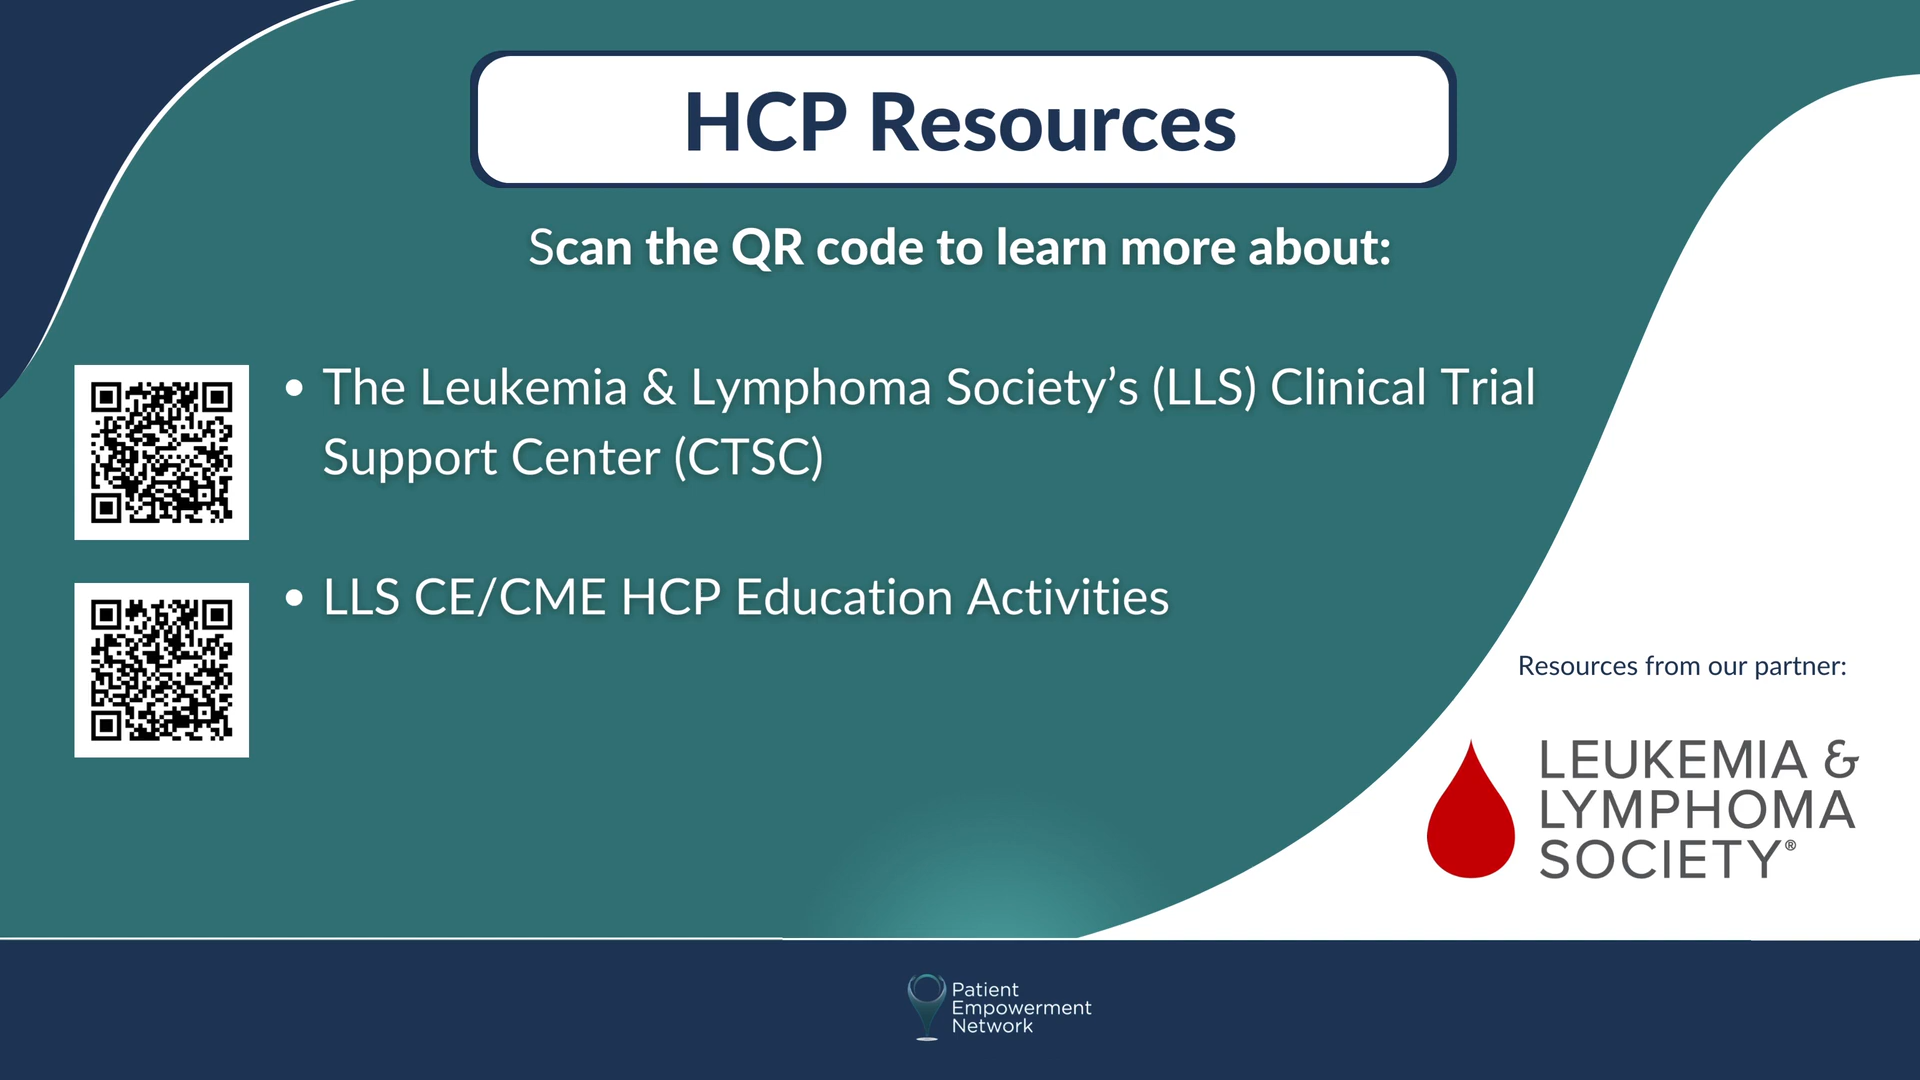 HCP Resources
Scan the QR code to learn more about:
• The Leukemia & Lymphoma Society’s (LLS) Clinical Trial
Support Center (CTSC)
• LLS CE/CME HCP Education Activities
Resources from our partner:
LEUKEMIA &
LYMPHOMA
SOCIETY®
Patient
Empowerment
Network